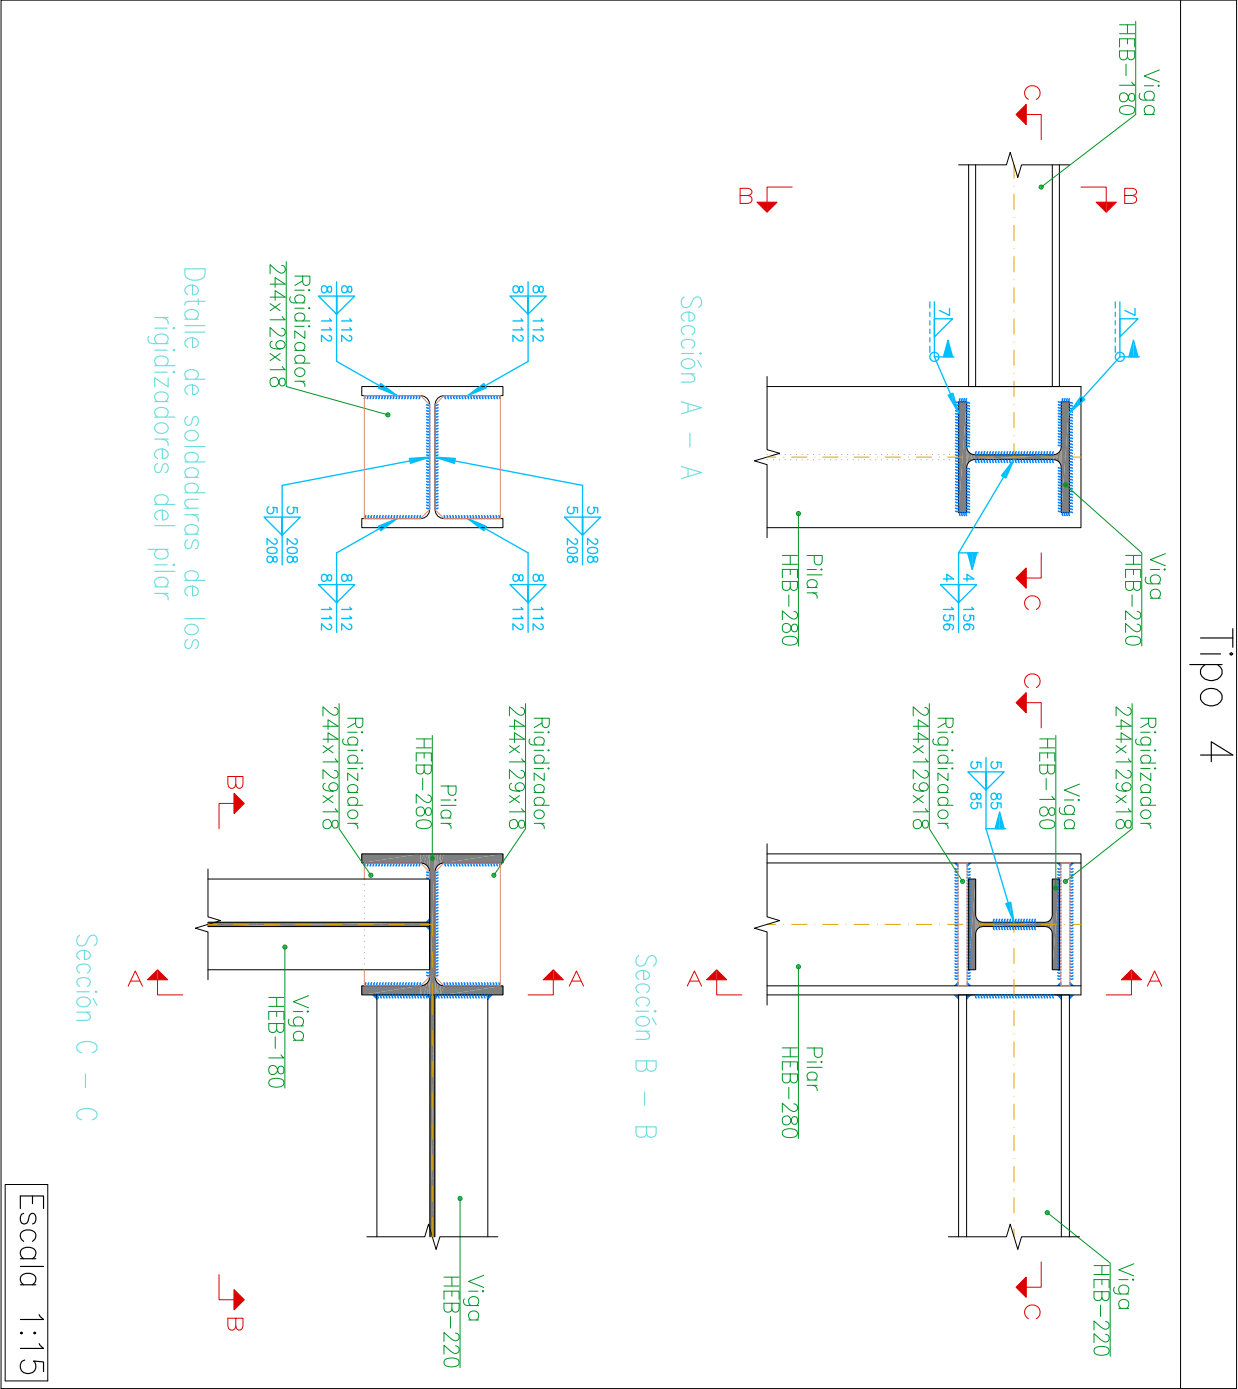 Tipo 4
Viga
HEB-180
C
B
B
7
7
Viga
HEB-220
C
4
156
4
156
Pilar
HEB-280
Sección A - A
C
Rigidizador
244x129x18
Viga
HEB-180
5
85
5
85
Rigidizador
244x129x18
A
A
Pilar
HEB-280
Viga
HEB-220
C
Sección B - B
8
112
8
112
8
112
8
112
Rigidizador
244x129x18
5
208
5
208
5
208
5
208
8
112
8
112
8
112
8
112
Detalle de soldaduras de los
rigidizadores del pilar
Rigidizador
244x129x18
Pilar
HEB-280
Rigidizador
244x129x18
B
A
A
Viga
HEB-180
Viga
HEB-220
B
Sección C - C
Escala 1:15